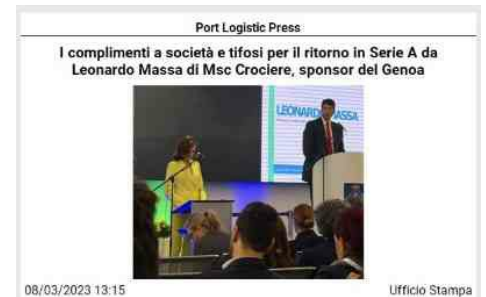 Port Logistic Press
I complimenti a società e tifosi per il ritorno in Serie A da
Leonardo Massa di Msc Crociere, sponsor del Genoa
LEONARDO MASSA
08/03/2023 13:15
Ufficio Stampa